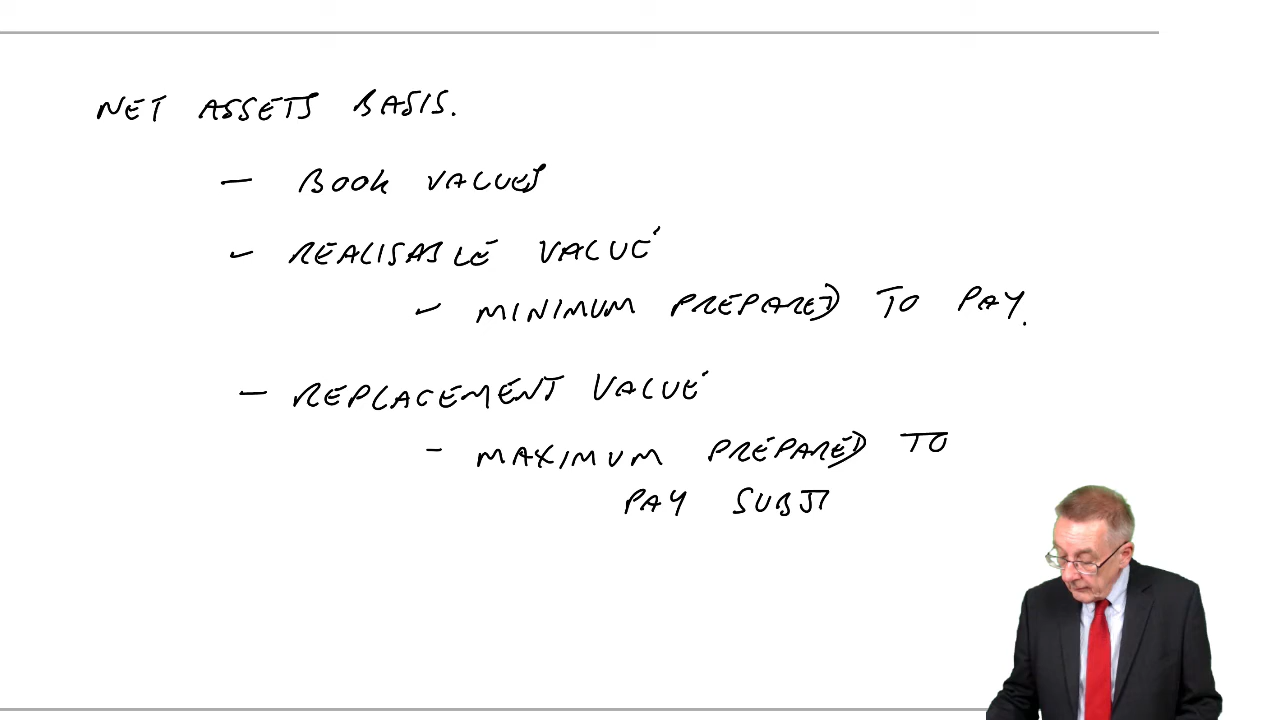 NET ASSETS BASIS.
- BOOK VALUES
- REALISABLE VALUE
- MINIMUM PREPARED TO PAY.
- REPLACEMENT VALUE
- MAXIMUM PREPARED TO
PAY SUBJ